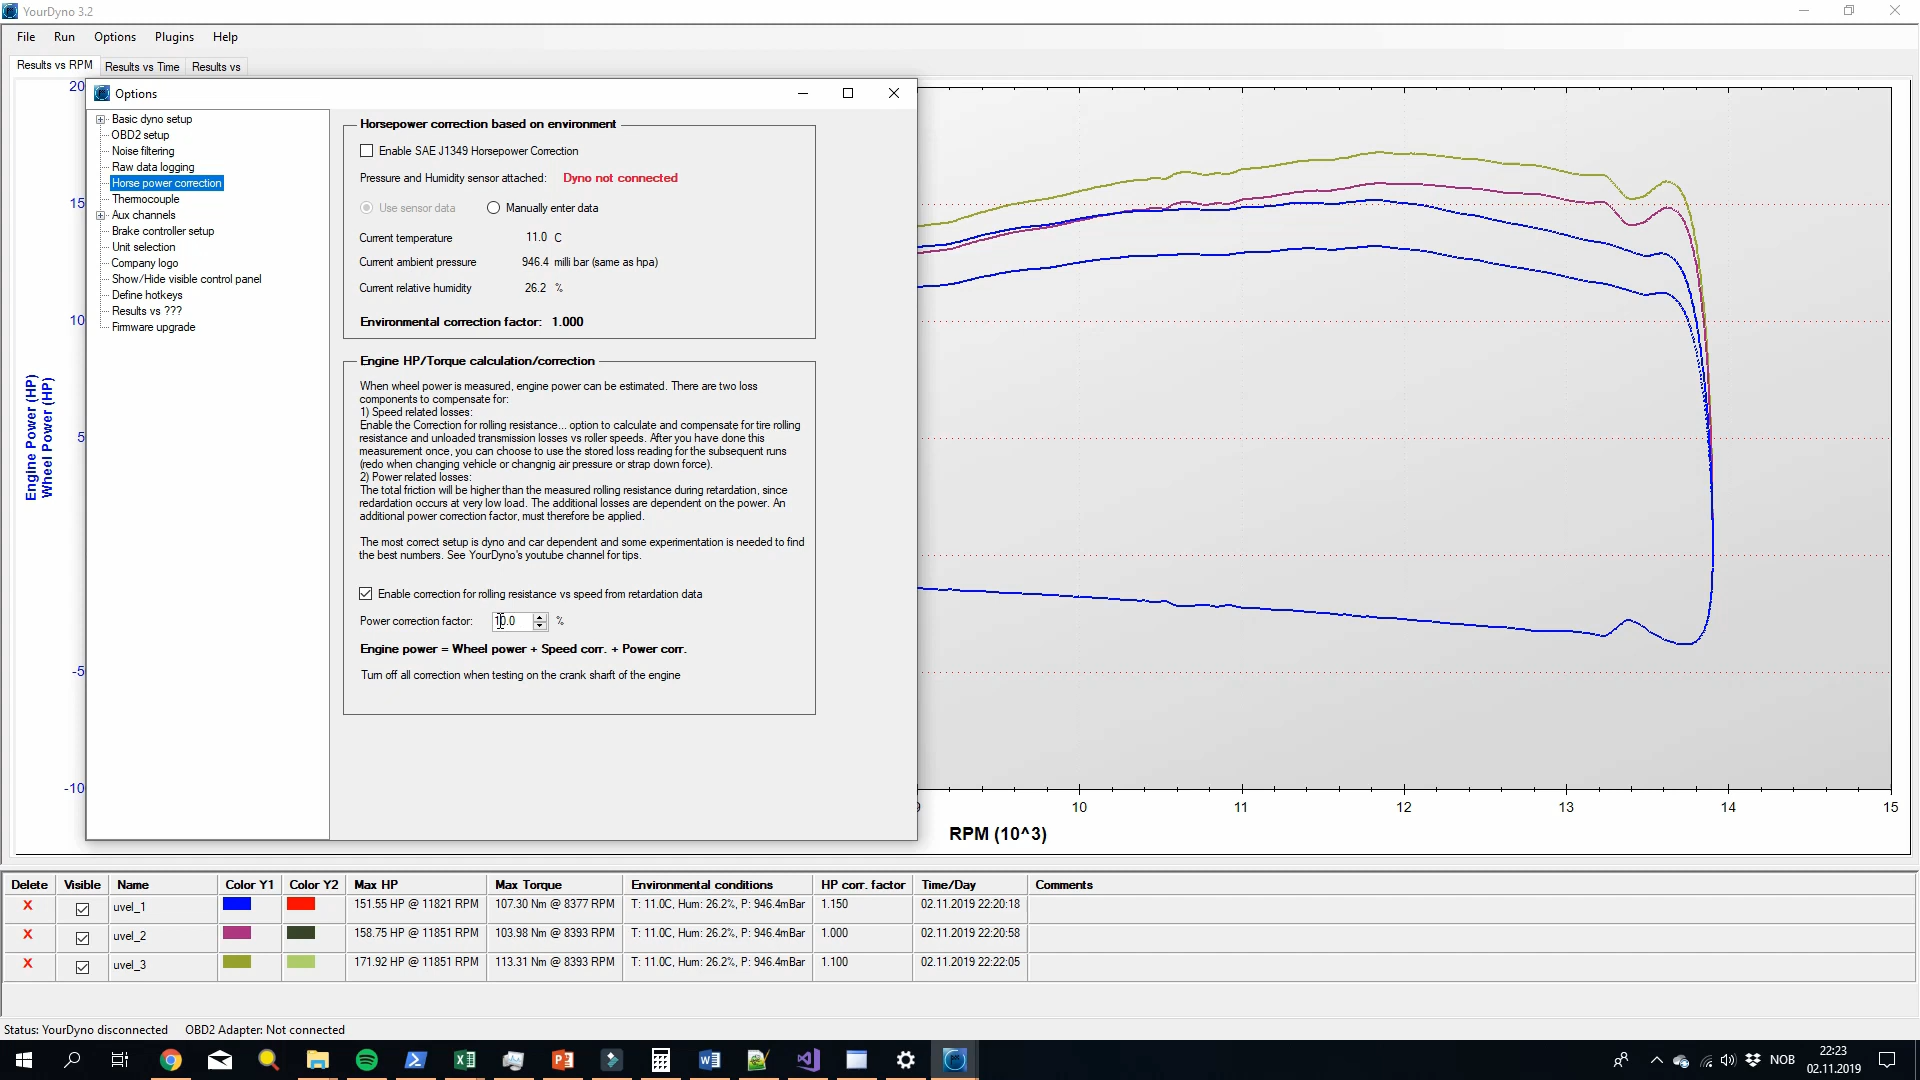 YourDyno 3.2
File Run Options Plugins Help
Results vs RPM Results vs Time Results vs
Options
Basic dyno setup
OBD2 setup
Noise filtering
Raw data logging
Horse power correction
Thermocouple
Aux channels
Brake controller setup
Unit selection
Company logo
Show/Hide visible control panel
Define hotkeys
Results vs ???
Firmware upgrade
Horsepower correction based on environment
Enable SAE J1349 Horsepower Correction
Pressure and Humidity sensor attached: Dyno not connected
Use sensor data Manually enter data
Current temperature 11.0 C
Current ambient pressure 946.4 milli bar (same as hpa)
Current relative humidity 26.2 %
Environmental correction factor: 1.000
Engine HP/Torque calculation/correction
When wheel power is measured, engine power can be estimated. There are two loss
components to compensate for:
1) Speed related losses:
Enable the Correction for rolling resistance... option to calculate and compensate for tire rolling
resistance and unloaded transmission losses vs roller speeds. After you have done this
measurement once, you can choose to use the stored loss reading for the subsequent runs
(redo when changing vehicle or changnig air pressure or strap down force).
2) Power related losses:
The total friction will be higher than the measured rolling resistance during retardation, since
redardation occurs at very low load. The additional losses are dependent on the power. An
additional power correction factor, must therefore be applied.
The most correct setup is dyno and car dependent and some experimentation is needed to find
the best numbers. See YourDyno's youtube channel for tips.
Enable correction for rolling resistance vs speed from retardation data
Power correction factor: 10.0 %
Engine power = Wheel power + Speed corr. + Power corr.
Turn off all correction when testing on the crank sharft of the engine
Engine Power (HP)
Wheel Power (HP)
20
15
10
5
-5
-10
9 10 11 12 13 14 15
RPM (10^3)
Delete Visible Name Color Y1 Color Y2 Max HP Max Torque Environmental conditions HP corr. factor Time/Day Comments
X uvel_1 151.55 HP @ 11821 RPM 107.30 Nm @ 8377 RPM T: 11.0C, Hum: 26.2%, P: 946.4mBar 1.150 02.11.2019 22:20:18
X uvel_2 158.75 HP @ 11851 RPM 103.98 Nm @ 8393 RPM T: 11.0C, Hum: 26.2%, P: 946.4mBar 1.000 02.11.2019 22:20:58
X uvel_3 171.92 HP @ 11851 RPM 113.31 Nm @ 8393 RPM T: 11.0C, Hum: 26.2%, P: 946.4mBar 1.100 02.11.2019 22:22:05
Status: YourDyno disconnected OBD2 Adapter: Not connected
NOB
22:23
02.11.2019